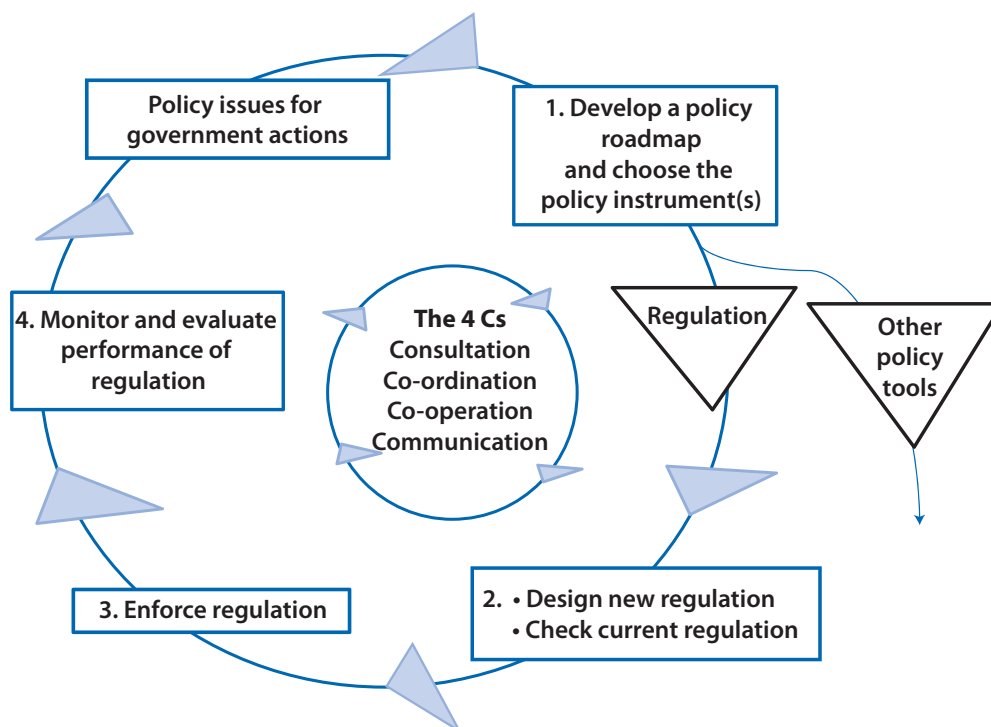 Policy issues for
government actions
1. Develop a policy
roadmap
and choose the
policy instrument(s)
Regulation
Other
policy
tools
2. • Design new regulation
• Check current regulation
3. Enforce regulation
4. Monitor and evaluate
performance of
regulation
The 4 Cs
Consultation
Co-ordination
Co-operation
Communication